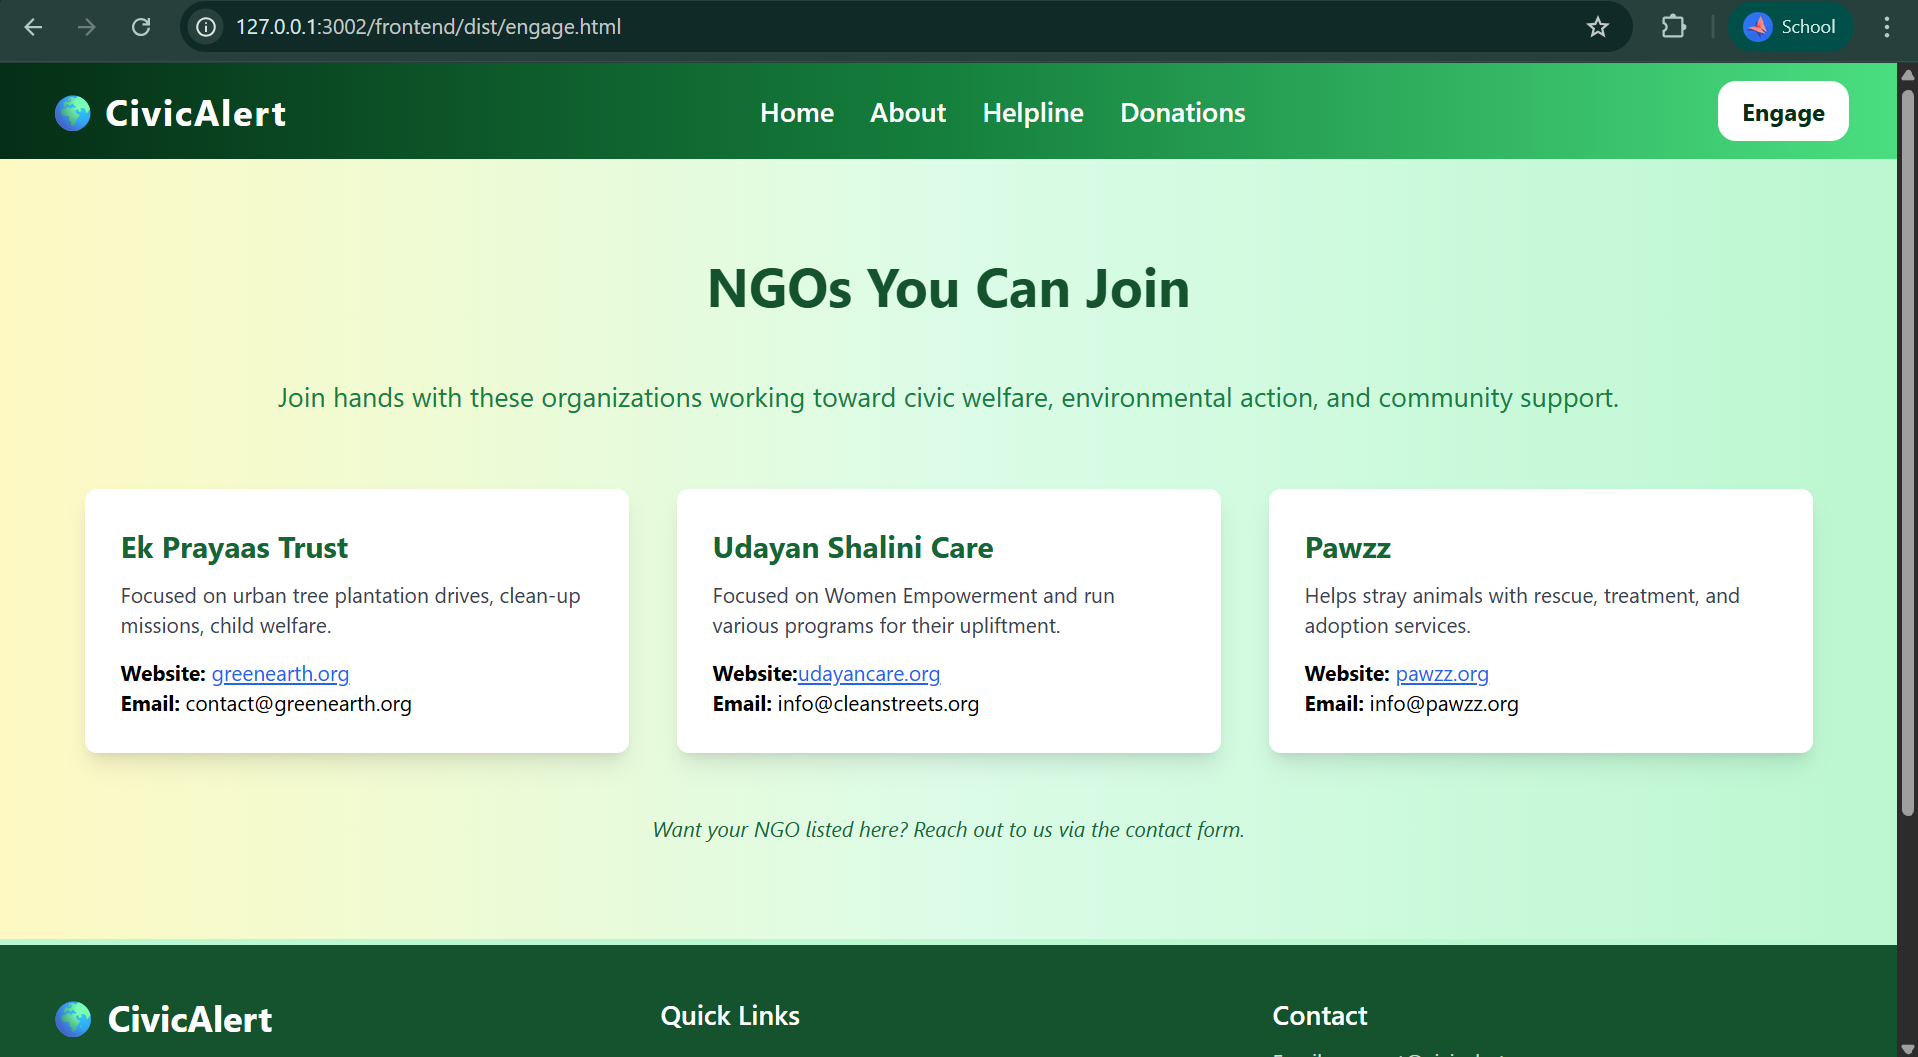 127.0.0.1:3002/frontend/dist/engage.html
School
CivicAlert
Home About Helpline Donations
Engage
NGOs You Can Join
Join hands with these organizations working toward civic welfare, environmental action, and community support.
Ek Prayaas Trust
Focused on urban tree plantation drives, clean-up
missions, child welfare.
Website: greenearth.org
Email: contact@greenearth.org
Udayan Shalini Care
Focused on Women Empowerment and run
various programs for their upliftment.
Website:udayancare.org
Email: info@cleanstreets.org
Pawzz
Helps stray animals with rescue, treatment, and
adoption services.
Website: pawzz.org
Email: info@pawzz.org
Want your NGO listed here? Reach out to us via the contact form.
CivicAlert
Quick Links
Contact